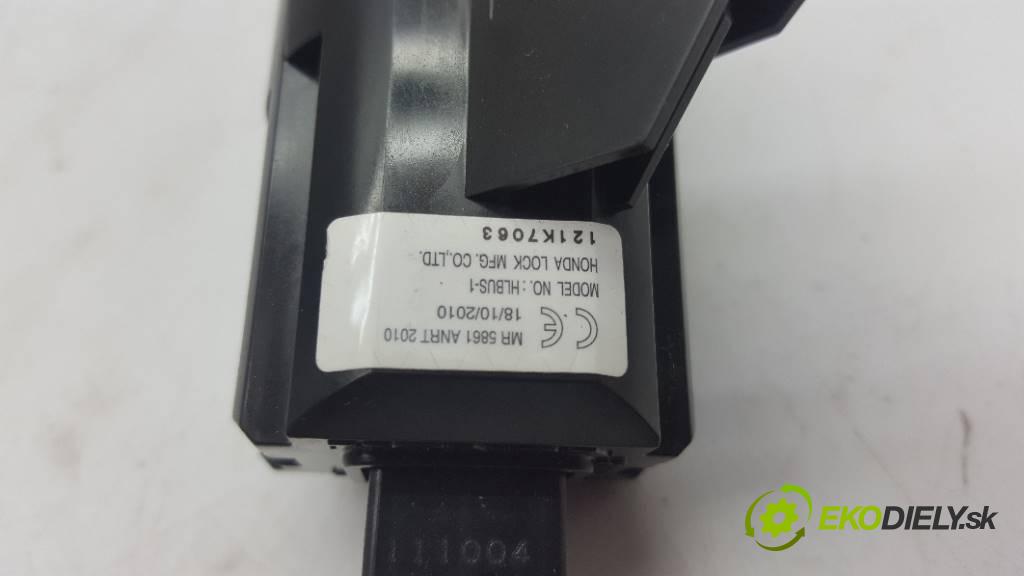 MR 5861 ANRT 2010
CE 18/10/2010
MODEL NO.: HLBUS-1
HONDA LOCK MFG. CO.,LTD.
121K7063
111004
EKODIELY.sk